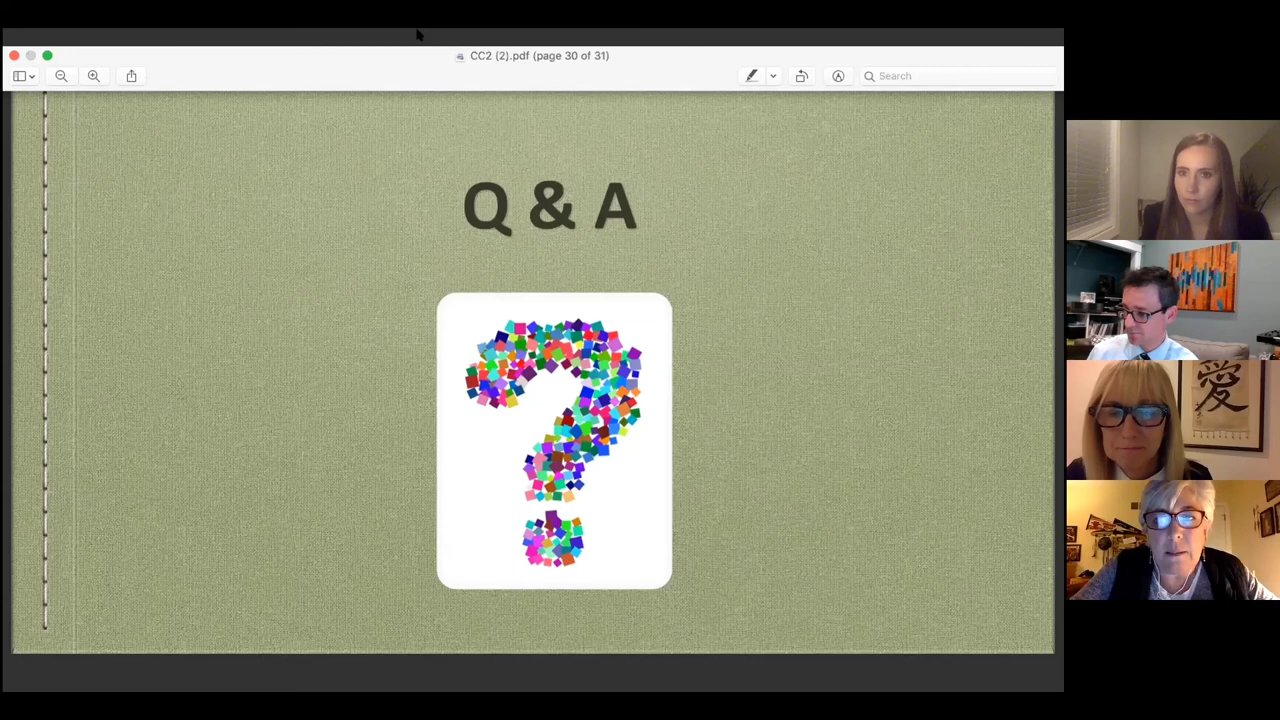 CC2 (2).pdf (page 30 of 31)
Search
Q & A
?
愛